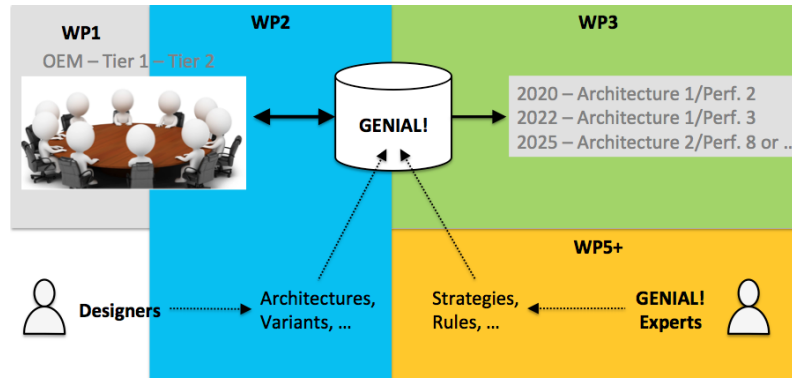 WP1
WP2
WP3
OEM – Tier 1 – Tier 2
GENIAL!
2020 – Architecture 1/Perf. 2
2022 – Architecture 1/Perf. 3
2025 – Architecture 2/Perf. 8 or ...
WP5+
Designers
Architectures,
Variants, ...
Strategies,
Rules, ...
GENIAL!
Experts